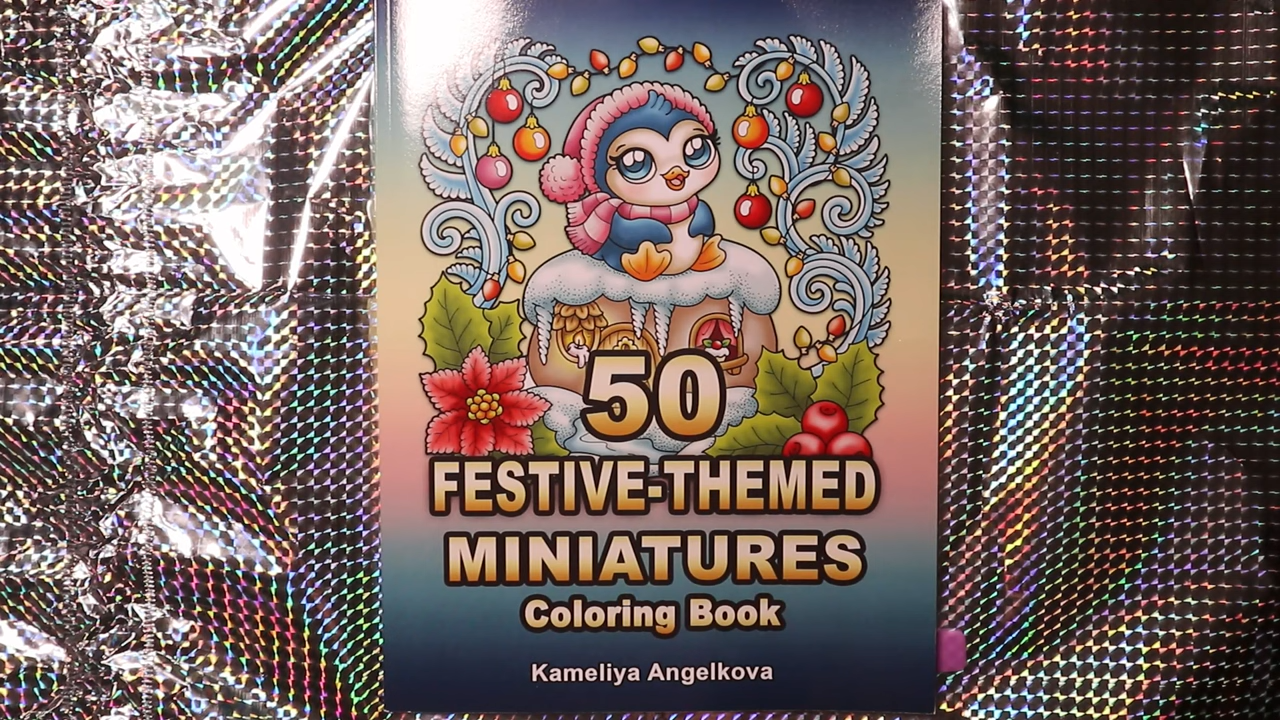 50
FESTIVE-THEMED
MINIATURES
Coloring Book
Kameliya Angelkova